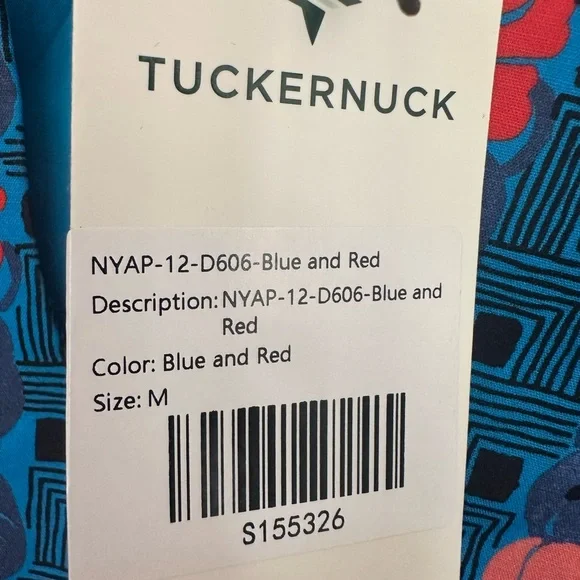 TUCKERNUCK
NYAP-12-D606-Blue and Red
Description: NYAP-12-D606-Blue and
Red
Color: Blue and Red
Size: M
S155326